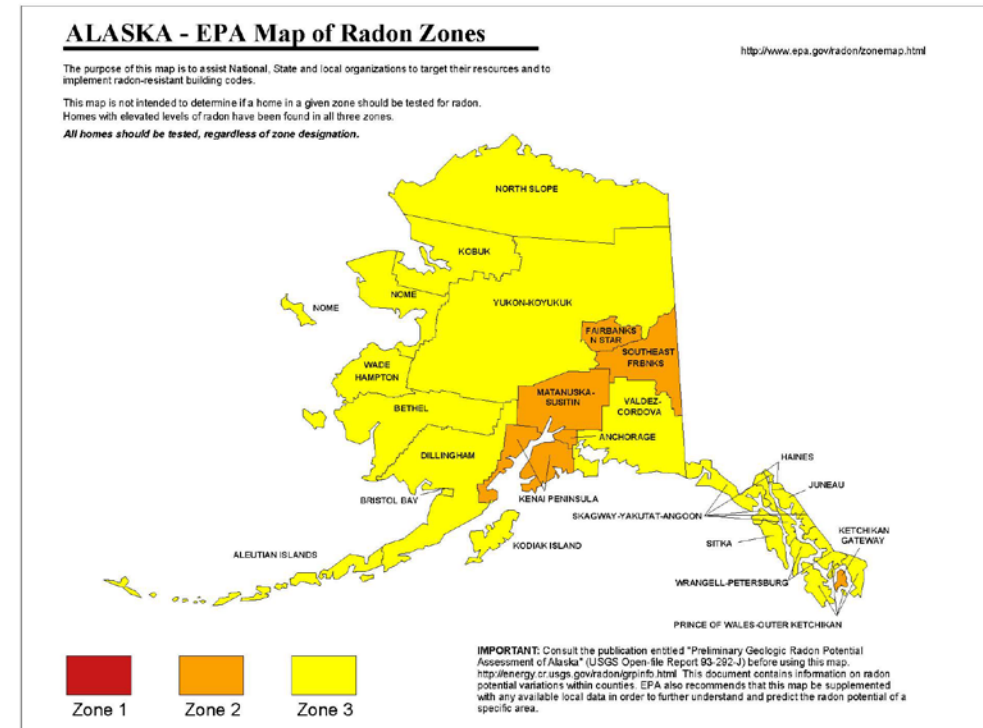 ALASKA - EPA Map of Radon Zones
http://www.epa.gov/radon/zonemap.html
The purpose of this map is to assist National, State and local organizations to target their resources and to
implement radon-resistant building codes.
This map is not intended to determine if a home in a given zone should be tested for radon.
Homes with elevated levels of radon have been found in all three zones.
All homes should be tested, regardless of zone designation.
NORTH SLOPE
KOBUK
NOME
NOME
YUKON-KOYUKUK
FAIRBANKS
N STAR
SOUTHEAST
FRBNKS
WADE
HAMPTON
MATANUSKA-
SUSITIN
VALDEZ-
CORDOVA
BETHEL
ANCHORAGE
DILLINGHAM
HAINES
JUNEAU
BRISTOL BAY
KENAI PENINSULA
SKAGWAY-YAKUTAT-ANGOON
KETCHIKAN
GATEWAY
SITKA
KODIAK ISLAND
ALEUTIAN ISLANDS
WRANGELL-PETERSBURG
PRINCE OF WALES-OUTER KETCHIKAN
Zone 1
Zone 2
Zone 3
IMPORTANT: Consult the publication entitled "Preliminary Geologic Radon Potential
Assessment of Alaska" (USGS Open-file Report 93-292-J) before using this map.
http://energy.cr.usgs.gov/radon/grpinfo.html This document contains information on radon
potential variations within counties. EPA also recommends that this map be supplemented
with any available local data in order to further understand and predict the radon potential of a
specific area.